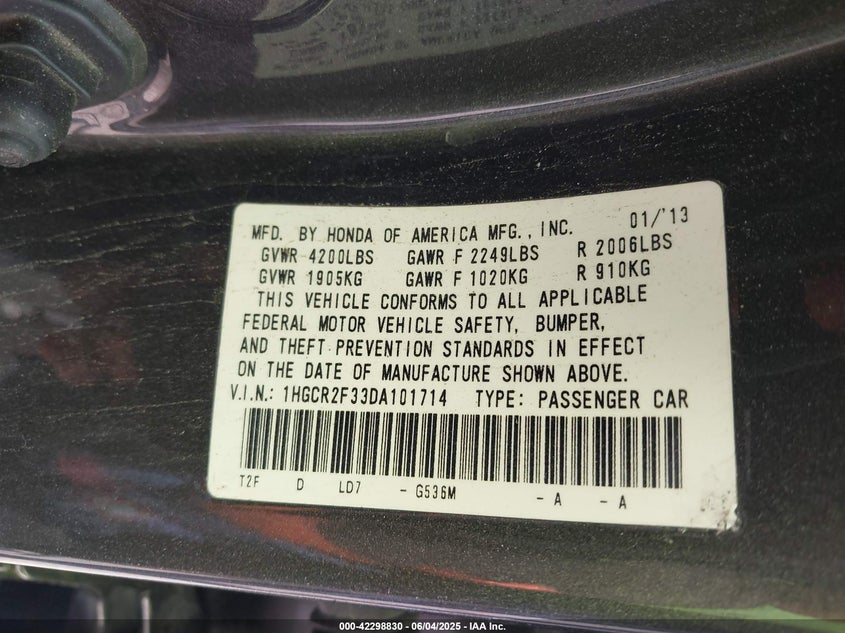 MFD. BY HONDA OF AMERICA MFG., INC. 01/'13
GVWR 4200LBS GAWR F 2249LBS R 2006LBS
GVWR 1905KG GAWR F 1020KG R 910KG
THIS VEHICLE CONFORMS TO ALL APPLICABLE
FEDERAL MOTOR VEHICLE SAFETY, BUMPER,
AND THEFT PREVENTION STANDARDS IN EFFECT
ON THE DATE OF MANUFACTURE SHOWN ABOVE.
V.I.N.: 1HGCR2F33DA101714 TYPE: PASSENGER CAR
T2F D LD7 - G536M - A - A
000-42298830 - 06/04/2025 - IAA Inc.